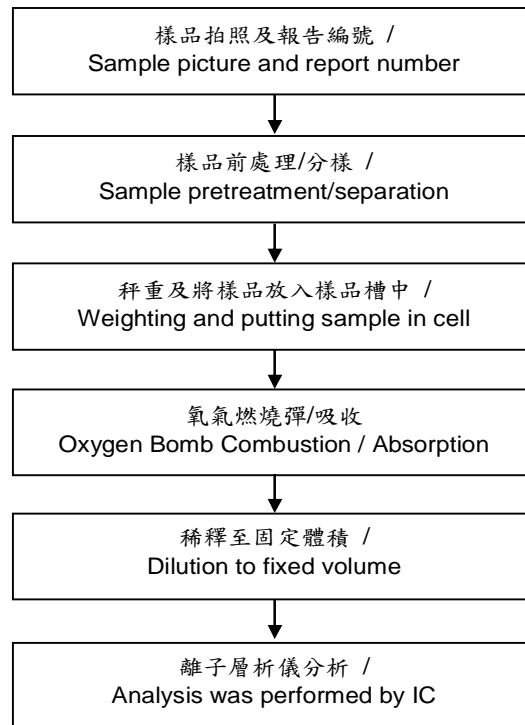 樣品拍照及報告編號 /
Sample picture and report number
樣品前處理/分樣 /
Sample pretreatment/separation
秤重及將樣品放入樣品槽中 /
Weighting and putting sample in cell
氧氣燃燒彈/吸收
Oxygen Bomb Combustion / Absorption
稀釋至固定體積 /
Dilution to fixed volume
離子層析儀分析 /
Analysis was performed by IC